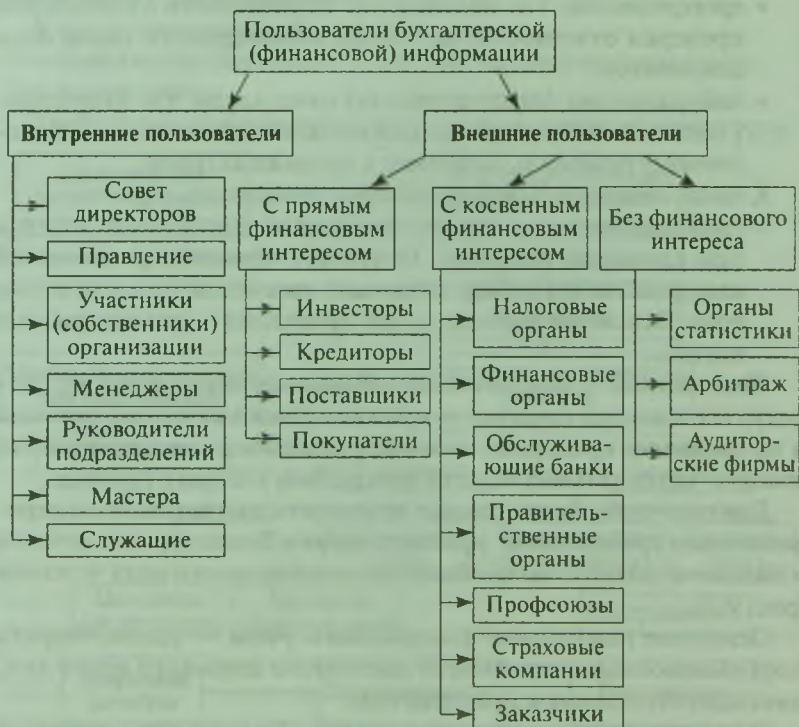 Пользователи бухгалтерской
(финансовой) информации
Внутренние пользователи
Совет
директоров
Правление
Участники
(собственники)
организации
Менеджеры
Руководители
подразделений
Мастера
Служащие
Внешние пользователи
С прямым
финансовым
интересом
Инвесторы
Кредиторы
Поставщики
Покупатели
С косвенным
финансовым
интересом
Налоговые
органы
Финансовые
органы
Обслужива-
ющие банки
Правитель-
ственные
органы
Профсоюзы
Страховые
компании
Заказчики
Без финансового
интереса
Органы
статистики
Арбитраж
Аудитор-
ские фирмы